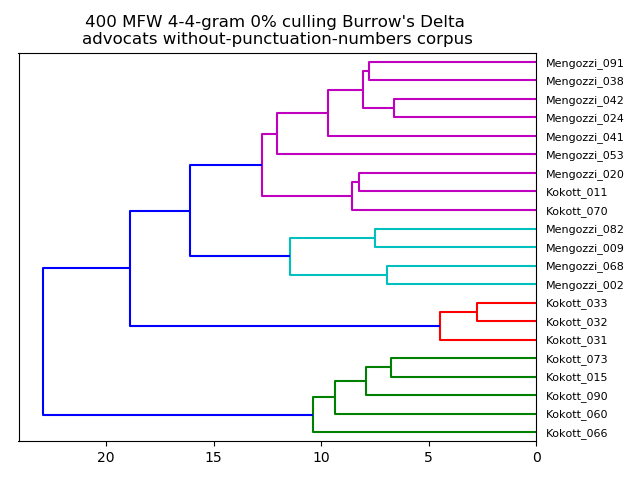 400 MFW 4-4-gram 0% culling Burrow's Delta
advocats without-punctuation-numbers corpus
Mengozzi_091
Mengozzi_038
Mengozzi_042
Mengozzi_024
Mengozzi_041
Mengozzi_053
Mengozzi_020
Kokott_011
Kokott_070
Mengozzi_082
Mengozzi_009
Mengozzi_068
Mengozzi_002
Kokott_033
Kokott_032
Kokott_031
Kokott_073
Kokott_015
Kokott_090
Kokott_060
Kokott_066
20 15 10 5 0